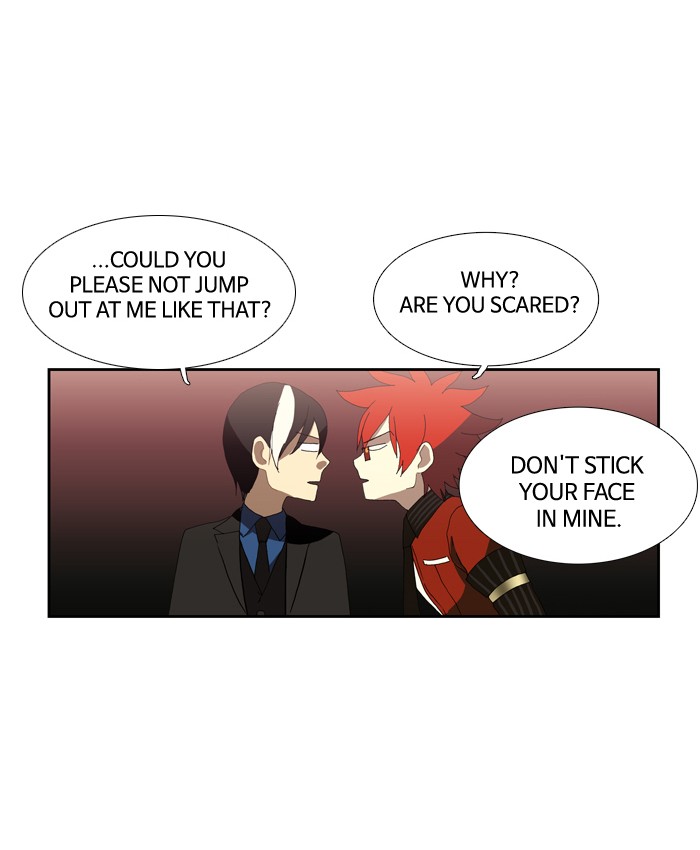 ...COULD YOU
PLEASE NOT JUMP
OUT AT ME LIKE THAT?
WHY?
ARE YOU SCARED?
DON'T STICK
YOUR FACE
IN MINE.